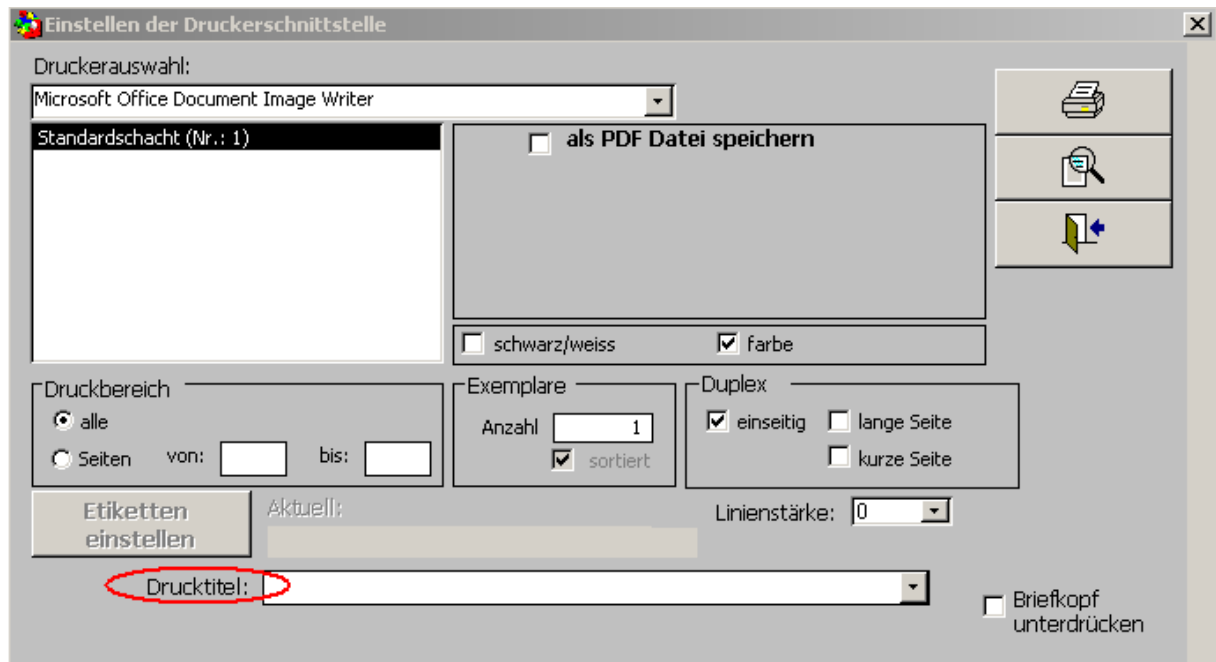 Einstellen der Druckerschnittstelle
Druckerauswahl:
Microsoft Office Document Image Writer
Standardschacht (Nr.: 1)
als PDF Datei speichern
schwarz/weiss farbe
Druckbereich
alle
Seiten von: bis:
Exemplare
Anzahl 1
sortiert
Duplex
einseitig lange Seite
kurze Seite
Etiketten
einstellen
Aktuell:
Linienstärke: 0
Drucktitel:
Briefkopf
unterdrücken